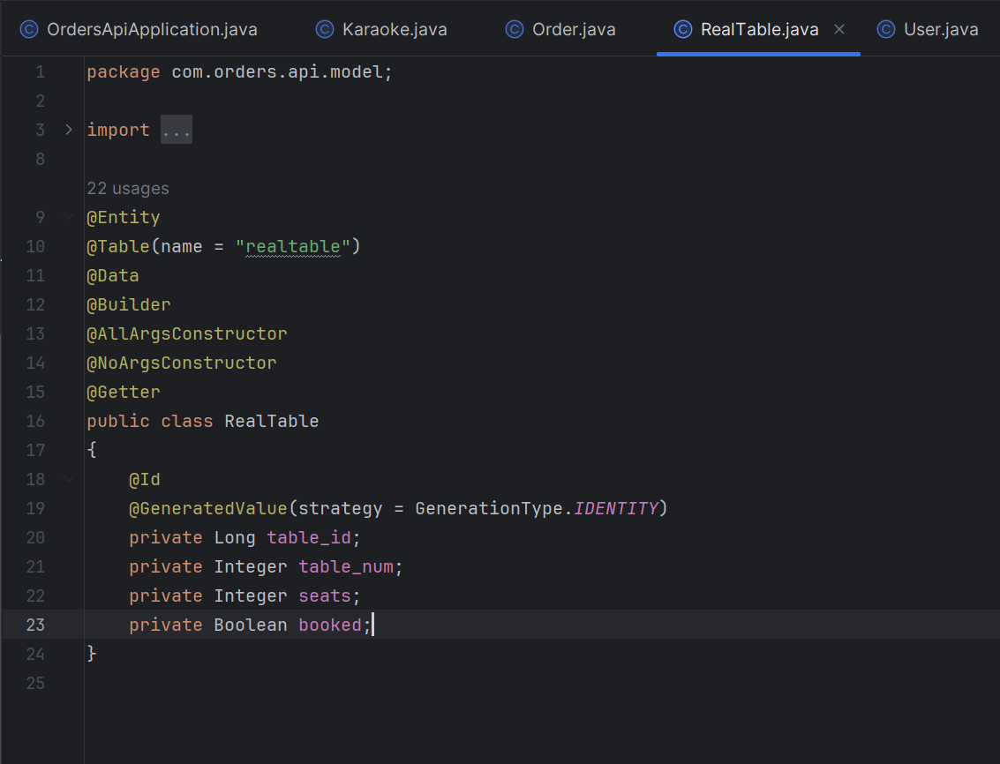 OrdersApiApplication.java Karaoke.java Order.java RealTable.java User.java
1 package com.orders.api.model;
2
3 import ...
8
22 usages
9 @Entity
10 @Table(name = "realtable")
11 @Data
12 @Builder
13 @AllArgsConstructor
14 @NoArgsConstructor
15 @Getter
16 public class RealTable
17 {
18 @Id
19 @GeneratedValue(strategy = GenerationType.IDENTITY)
20 private Long table_id;
21 private Integer table_num;
22 private Integer seats;
23 private Boolean booked;
24 }
25